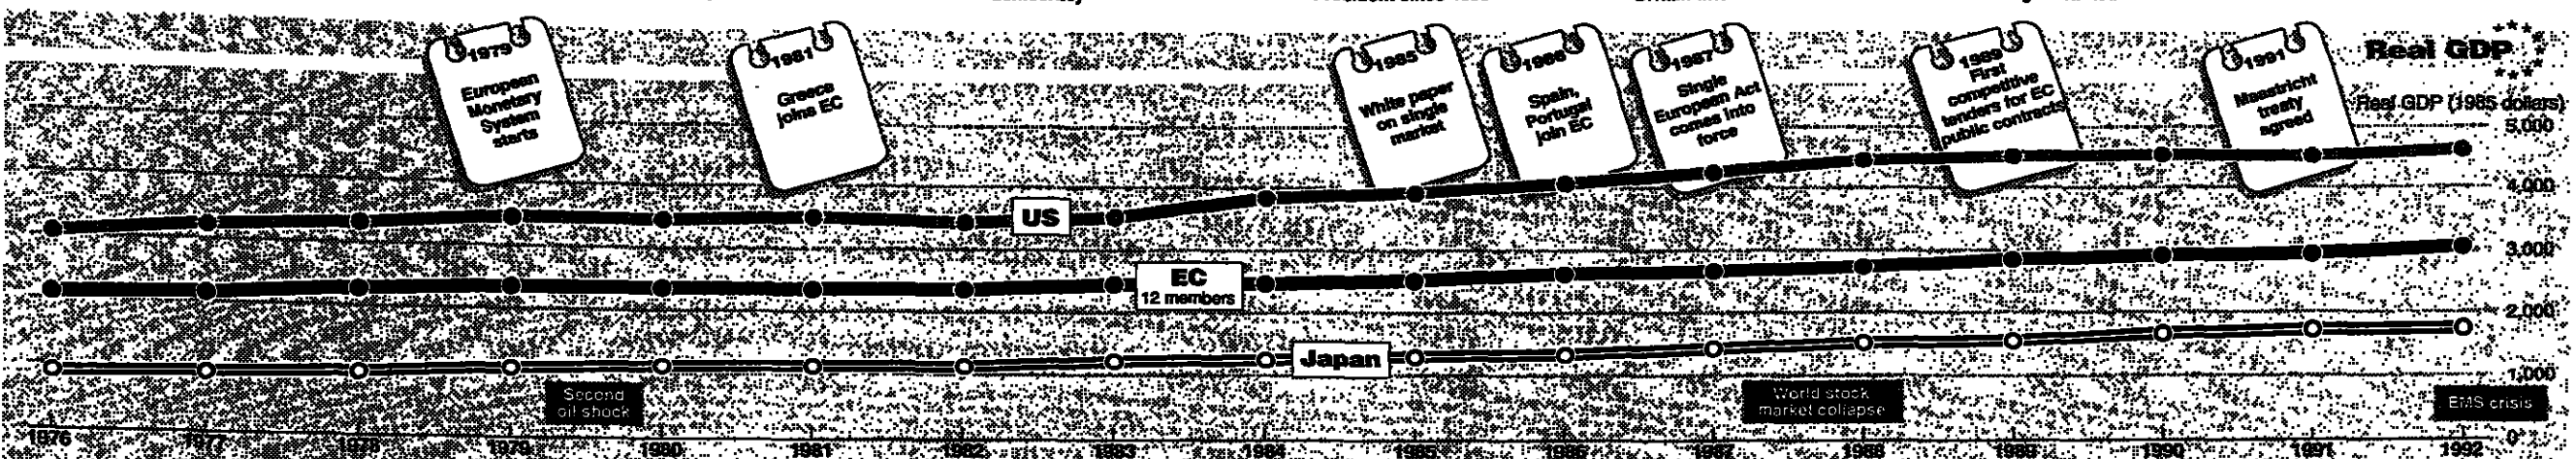 1979
European
Monetary
System
starts
1981
Greece
joins EC
1985
White paper
on single
market
1986
Spain,
Portugal
join EC
1987
Single
European Act
comes into
force
1989
First
competitive
tenders for EC
public contracts
1991
Maastricht
treaty
agreed
Real GDP
Real GDP (1985 dollars)
5,000
4,000
3,000
2,000
1,000
0
US
EC
12 members
Japan
Second
oil shock
World stock
market collapse
EMS crisis
1976 1977 1978 1979 1980 1981 1982 1983 1984 1985 1986 1987 1988 1989 1990 1991 1992